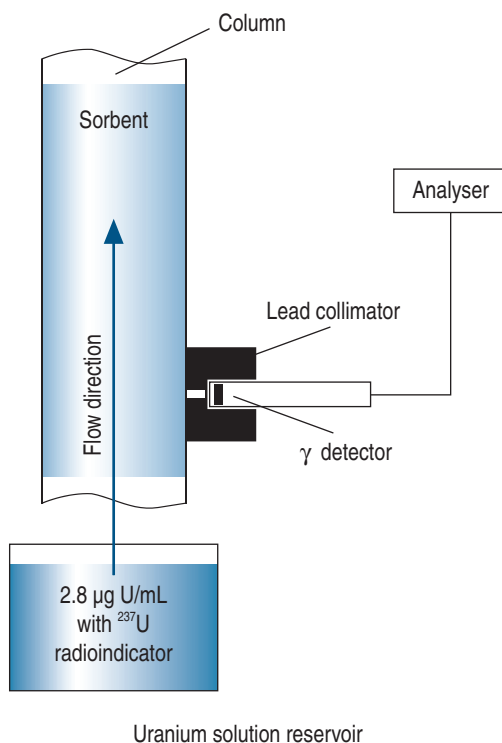 Column
Sorbent
Analyser
Lead collimator
Flow direction
γ detector
2.8 µg U/mL
with ²³⁷U
radioindicator
Uranium solution reservoir